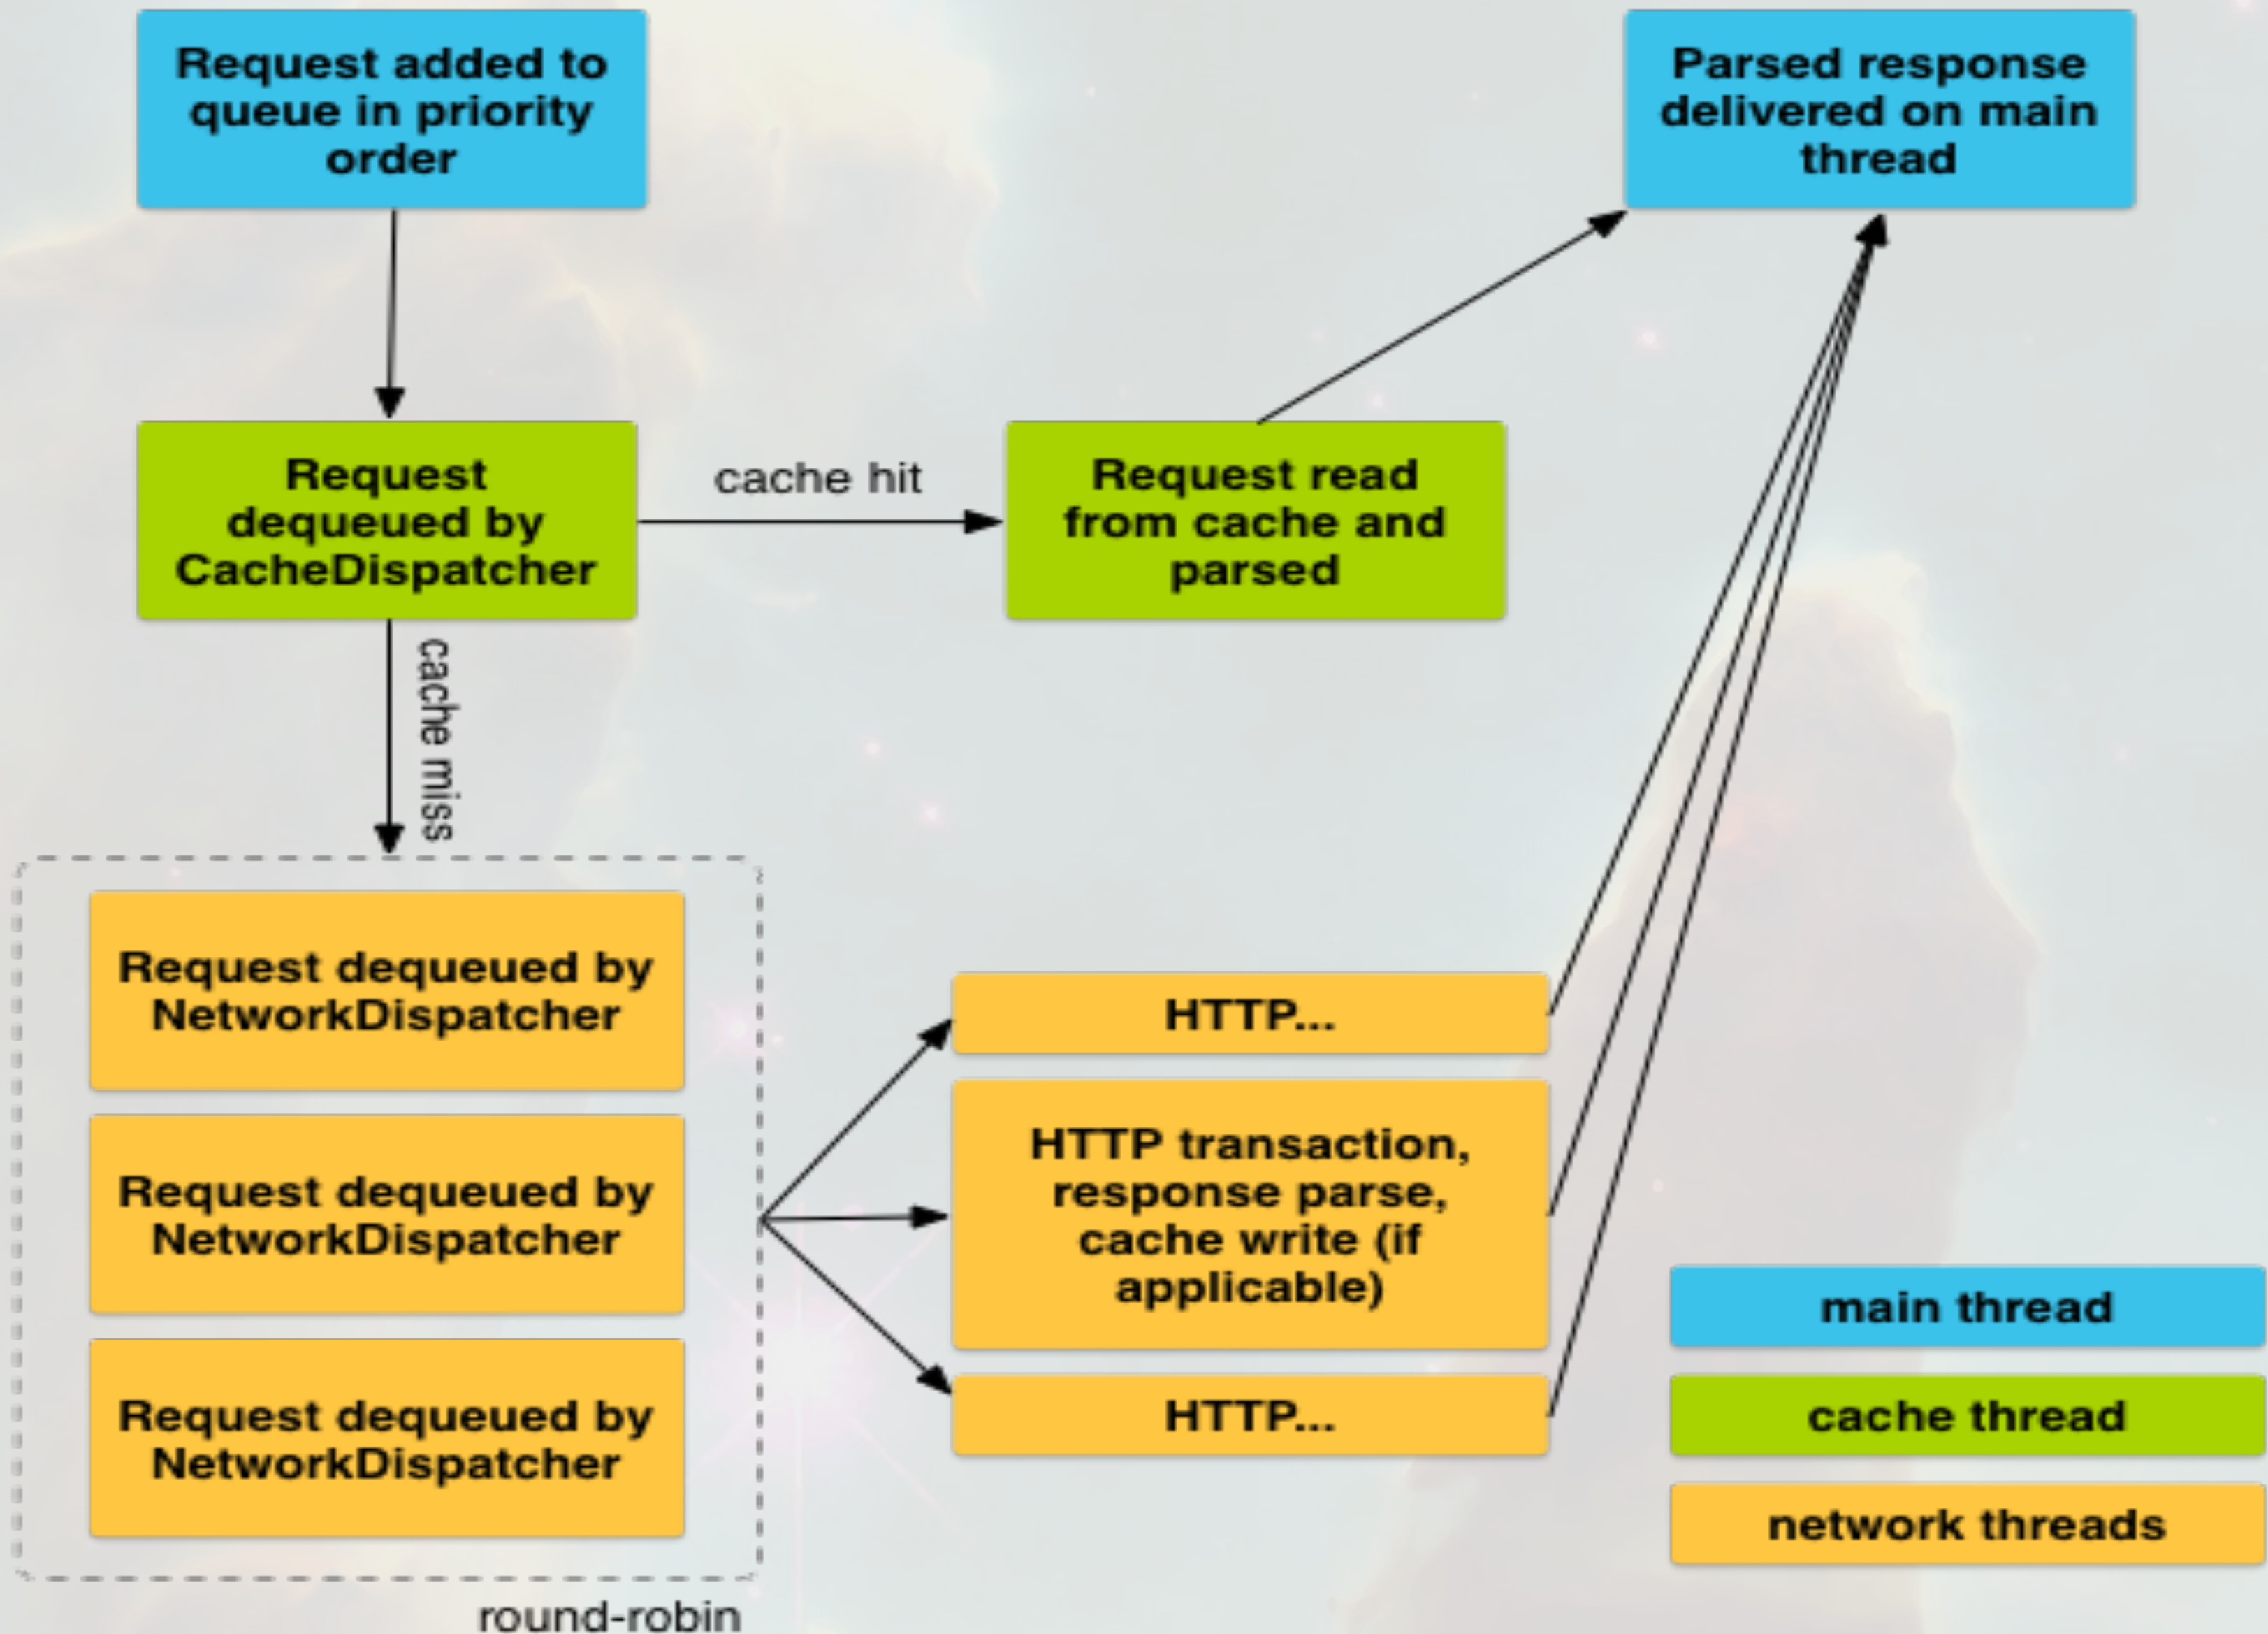 Request added to
queue in priority
order
Parsed response
delivered on main
thread
Request
dequeued by
CacheDispatcher
cache hit
Request read
from cache and
parsed
cache miss
Request dequeued by
NetworkDispatcher
Request dequeued by
NetworkDispatcher
Request dequeued by
NetworkDispatcher
round-robin
HTTP...
HTTP transaction,
response parse,
cache write (if
applicable)
HTTP...
main thread
cache thread
network threads